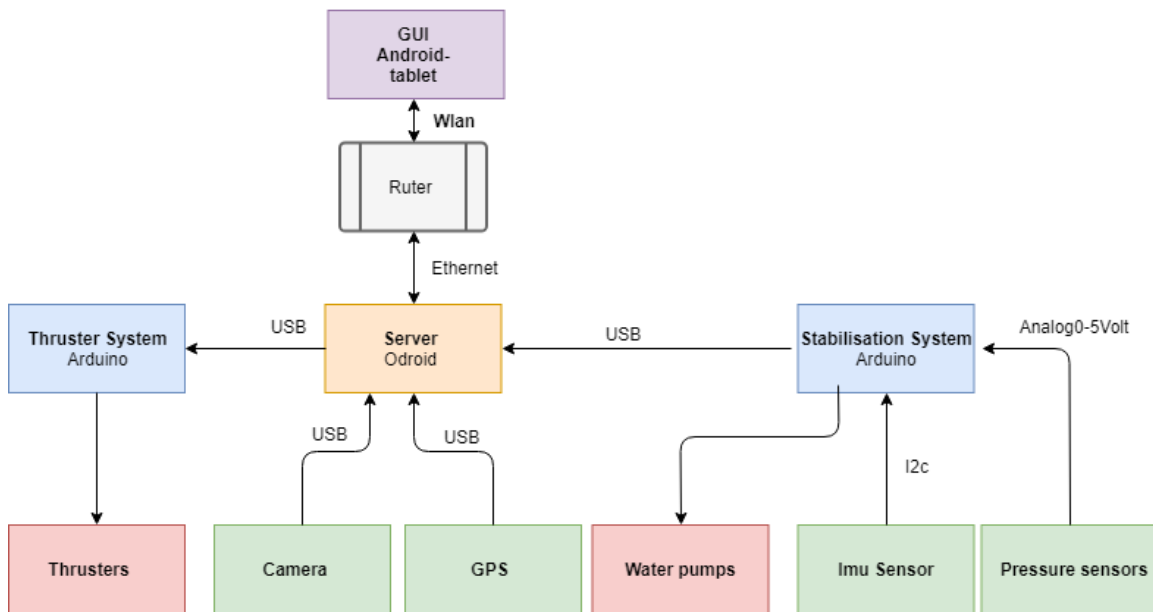 GUI
Android-
tablet
Wlan
Ruter
Ethernet
Thruster System
Arduino
USB
Server
Odroid
USB
Stabilisation System
Arduino
Analog0-5Volt
USB
USB
I2c
Thrusters
Camera
GPS
Water pumps
Imu Sensor
Pressure sensors